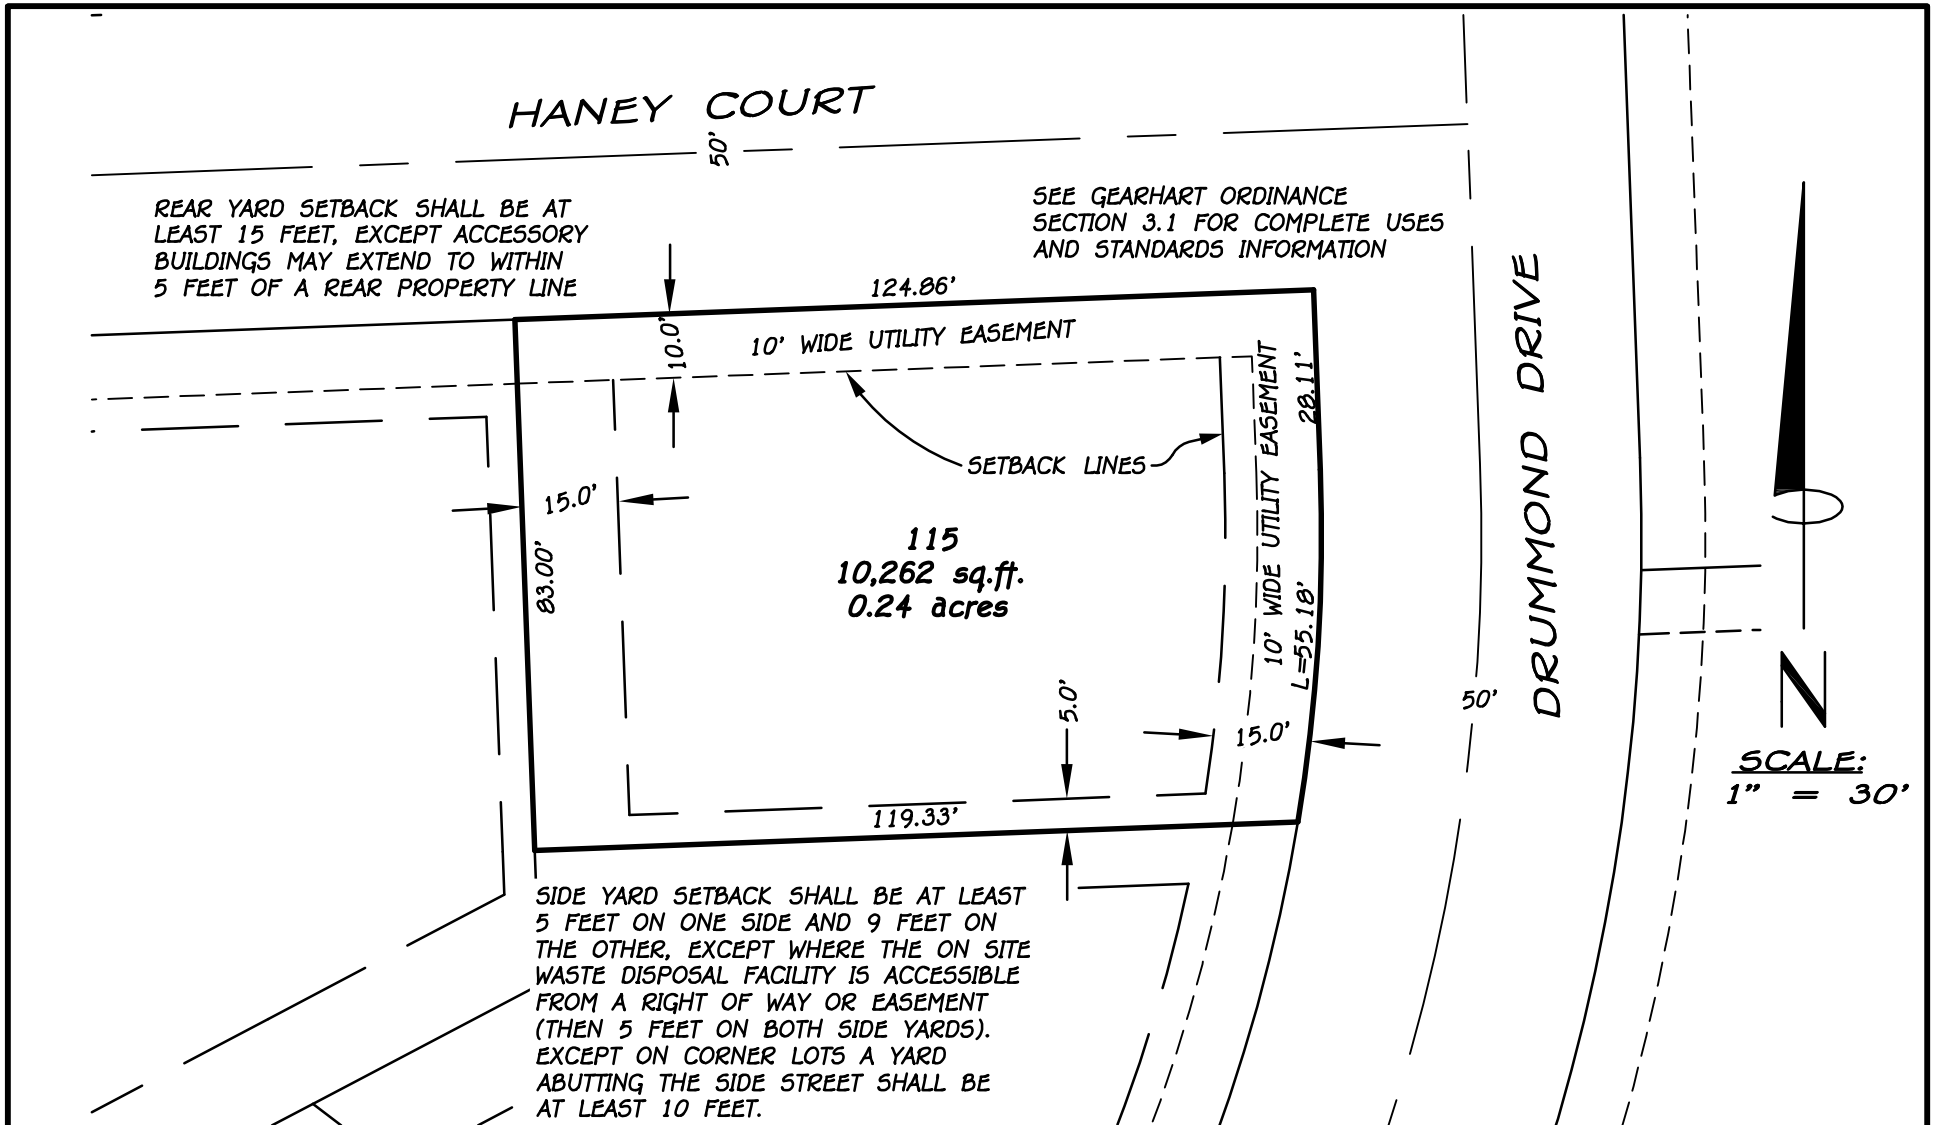 HANEY COURT
50'
REAR YARD SETBACK SHALL BE AT
LEAST 15 FEET, EXCEPT ACCESSORY
BUILDINGS MAY EXTEND TO WITHIN
5 FEET OF A REAR PROPERTY LINE
SEE GEARHART ORDINANCE
SECTION 3.1 FOR COMPLETE USES
AND STANDARDS INFORMATION
124.86'
10.0'
10' WIDE UTILITY EASEMENT
10' WIDE UTILITY EASEMENT
28.11'
DRUMMOND DRIVE
SETBACK LINES
15.0'
83.00'
115
10,262 sq.ft.
0.24 acres
L=55.18'
5.0'
15.0'
50'
119.33'
N
SCALE:
1" = 30'
SIDE YARD SETBACK SHALL BE AT LEAST
5 FEET ON ONE SIDE AND 9 FEET ON
THE OTHER, EXCEPT WHERE THE ON SITE
WASTE DISPOSAL FACILITY IS ACCESSIBLE
FROM A RIGHT OF WAY OR EASEMENT
(THEN 5 FEET ON BOTH SIDE YARDS).
EXCEPT ON CORNER LOTS A YARD
ABUTTING THE SIDE STREET SHALL BE
AT LEAST 10 FEET.